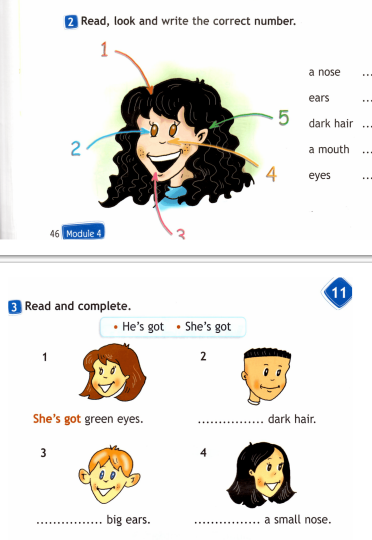 2 Read, look and write the correct number.
1
a nose ...
ears ...
5
dark hair ...
2
a mouth ...
4
eyes ...
3
46 Module 4
11
3 Read and complete.
• He's got • She's got
1 2
She's got green eyes. ................ dark hair.
3 4
................ big ears. ................ a small nose.